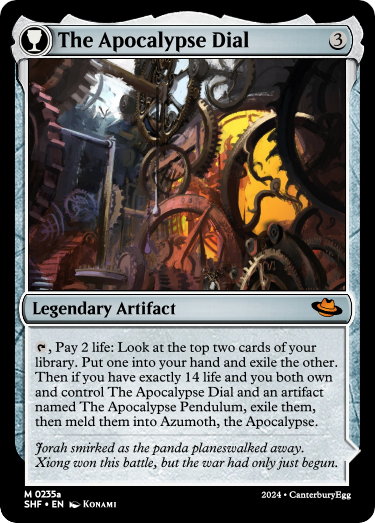 The Apocalypse Dial 3
Legendary Artifact
, Pay 2 life: Look at the top two cards of your
library. Put one into your hand and exile the other.
Then if you have exactly 14 life and you both own
and control The Apocalypse Dial and an artifact
named The Apocalypse Pendulum, exile them,
then meld them into Azumoth, the Apocalypse.
Jorah smirked as the panda planeswalked away.
Xiong won this battle, but the war had only just begun.
M 0235a
SHF • EN Konami
2024 • CanterburyEgg